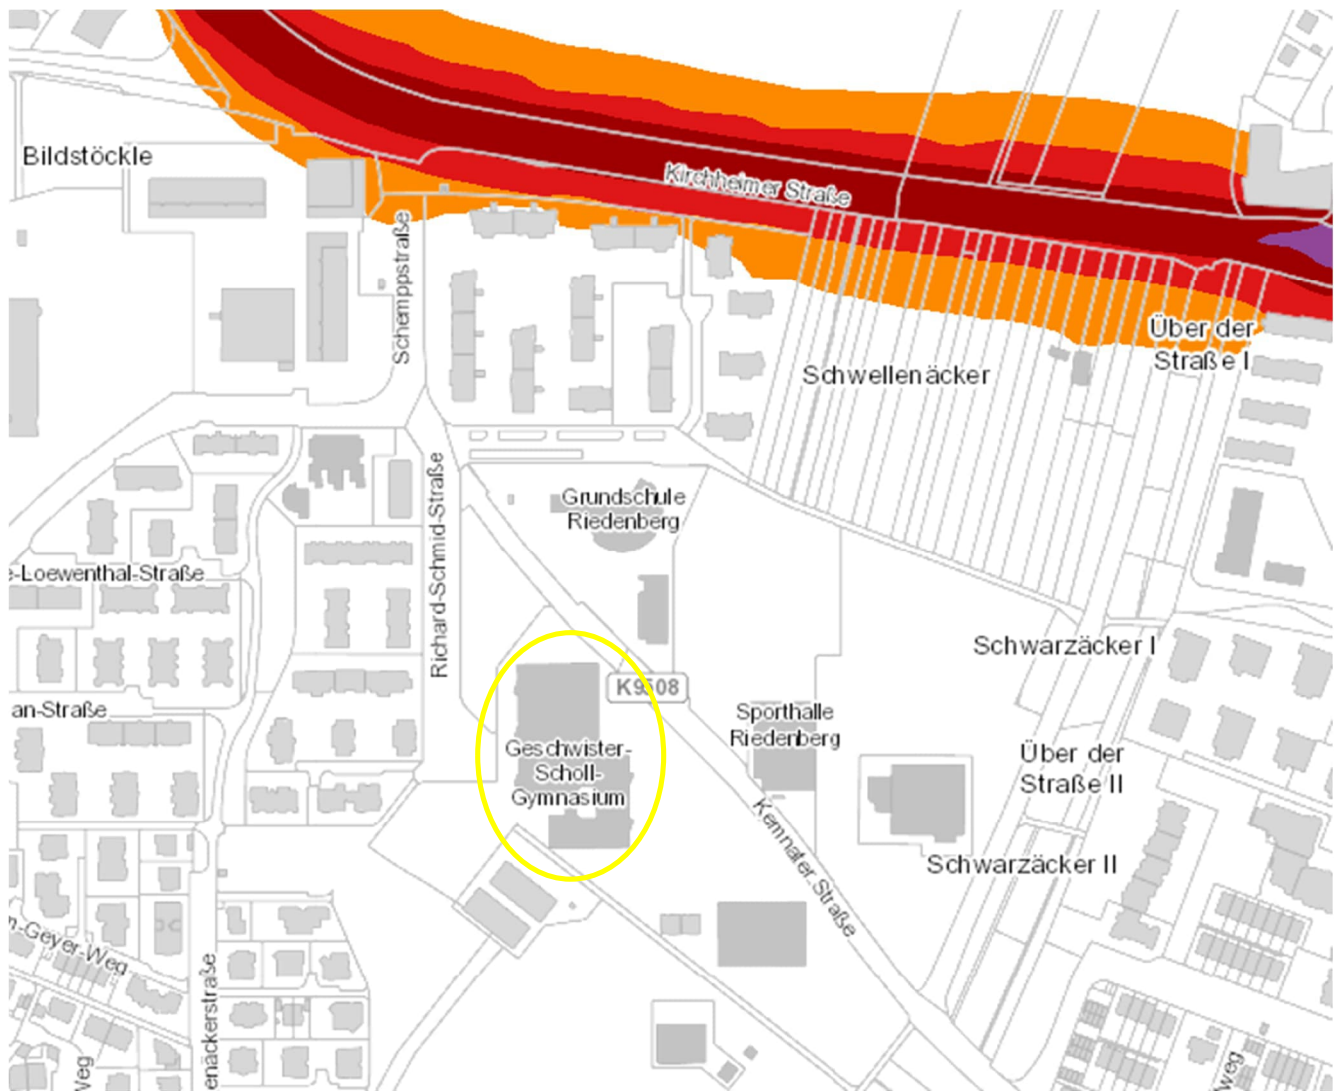 Bildstöckle
Kirchheimer Straße
Schemppstraße
Über der
Straße I
Schwellenäcker
Richard-Schmid-Straße
Grundschule
Riedenberg
e-Loewenthal-Straße
Schwarzäcker I
K9508
an-Straße
Sporthalle
Riedenberg
Geschwister-
Scholl-
Gymnasium
Über der
Straße II
Kemnater Straße
Schwarzäcker II
n-Geyer-Weg
enäckerstraße
Weg
weg